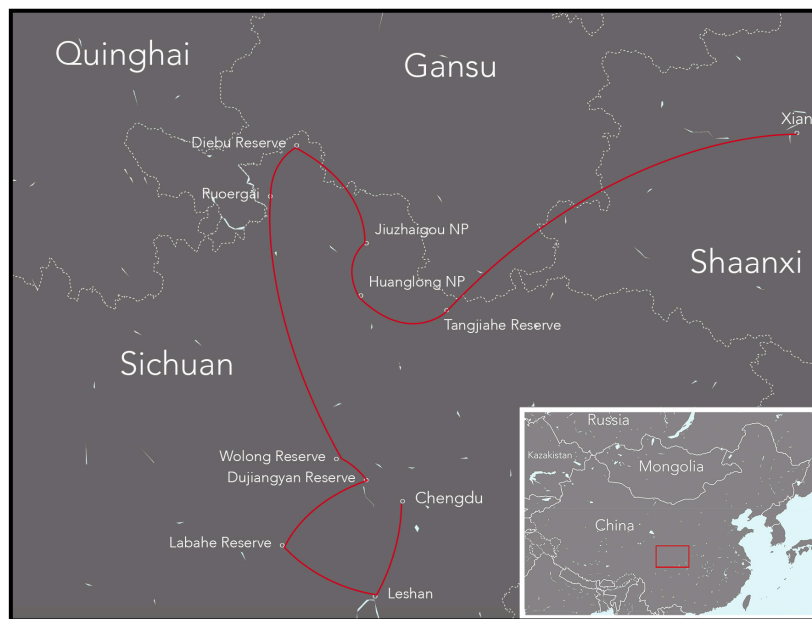 Quinghai
Gansu
Xian
Diebu Reserve
Ruoergai
Jiuzhaigou NP
Shaanxi
Huanglong NP
Tangjiahe Reserve
Sichuan
Russia
Wolong Reserve
Kazakistan
Mongolia
Dujiangyan Reserve
Chengdu
China
Labahe Reserve
Leshan